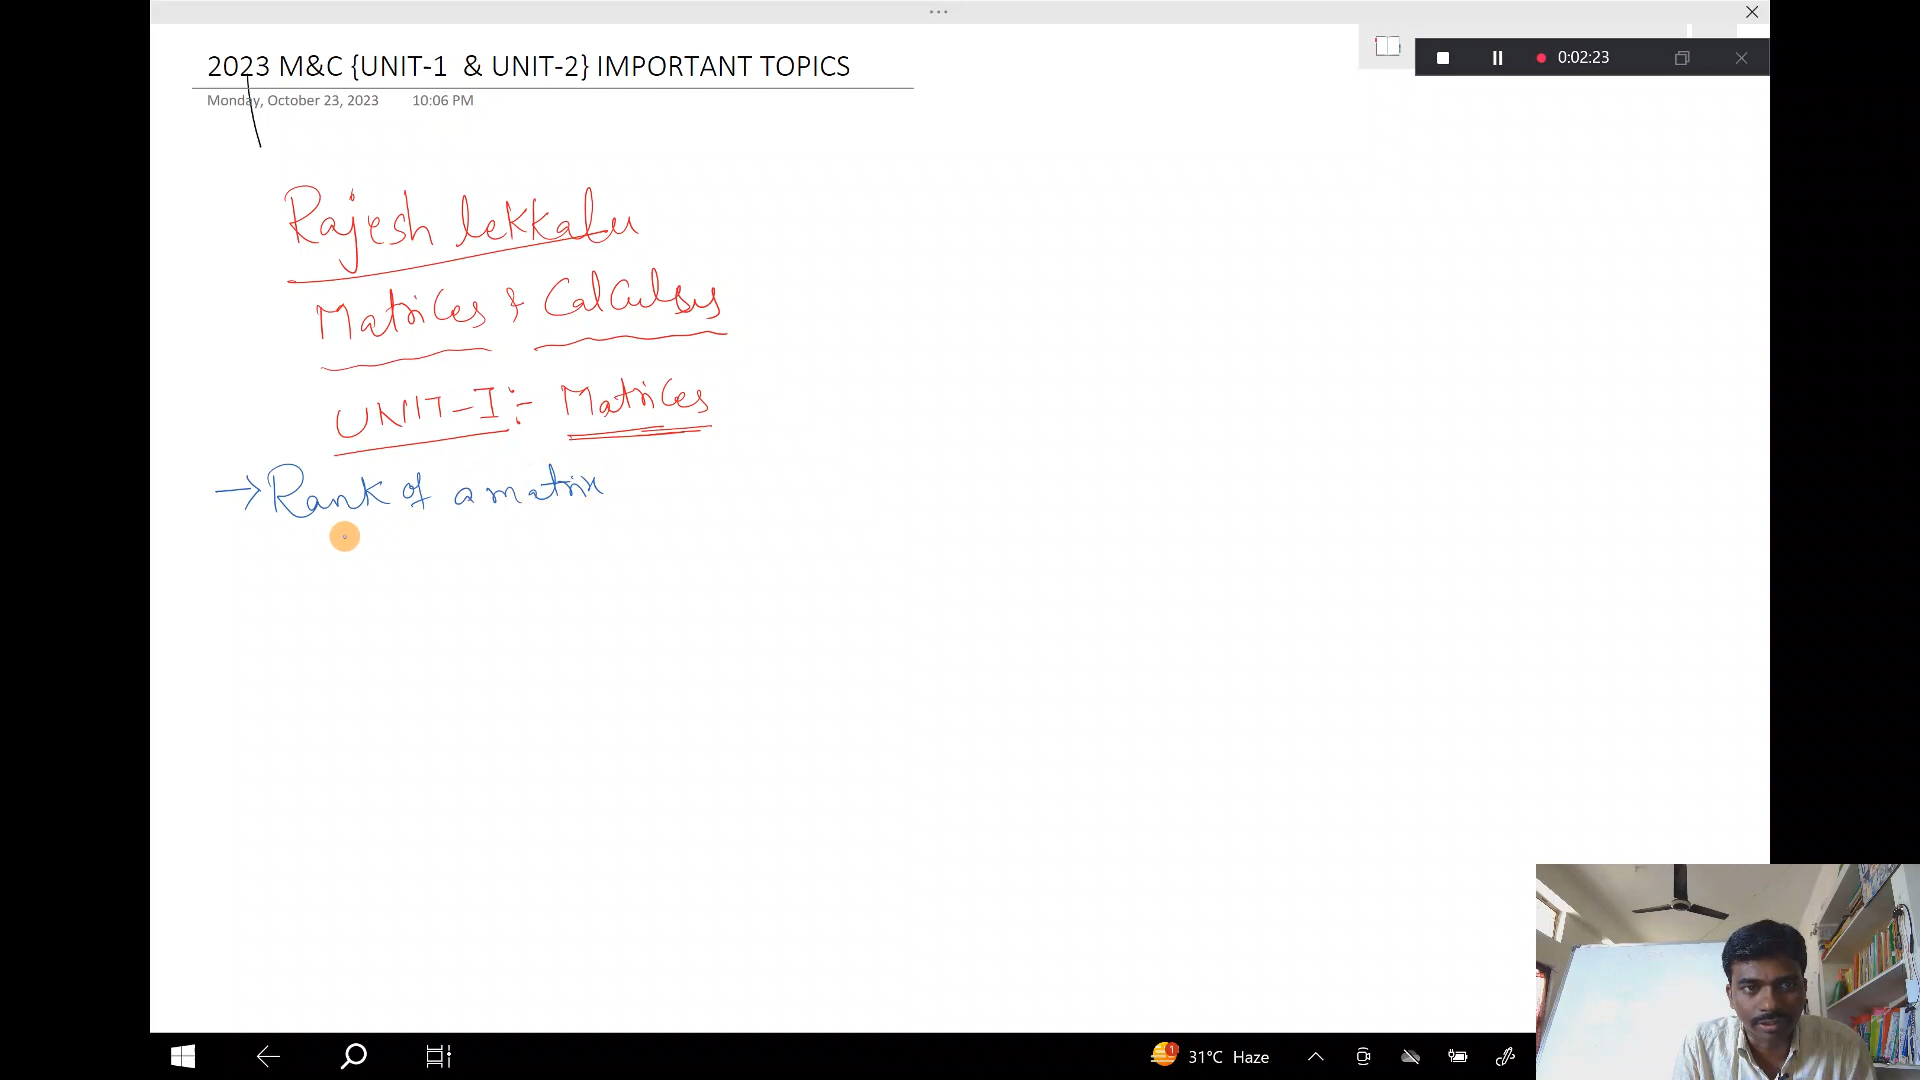 2023 M&C {UNIT-1 & UNIT-2} IMPORTANT TOPICS
0:02:23
Monday, October 23, 2023 10:06 PM
Rajesh lekkalu
Matrices & Calculus
UNIT-I:- Matrices
→ Rank of a matrix
1
31°C Haze